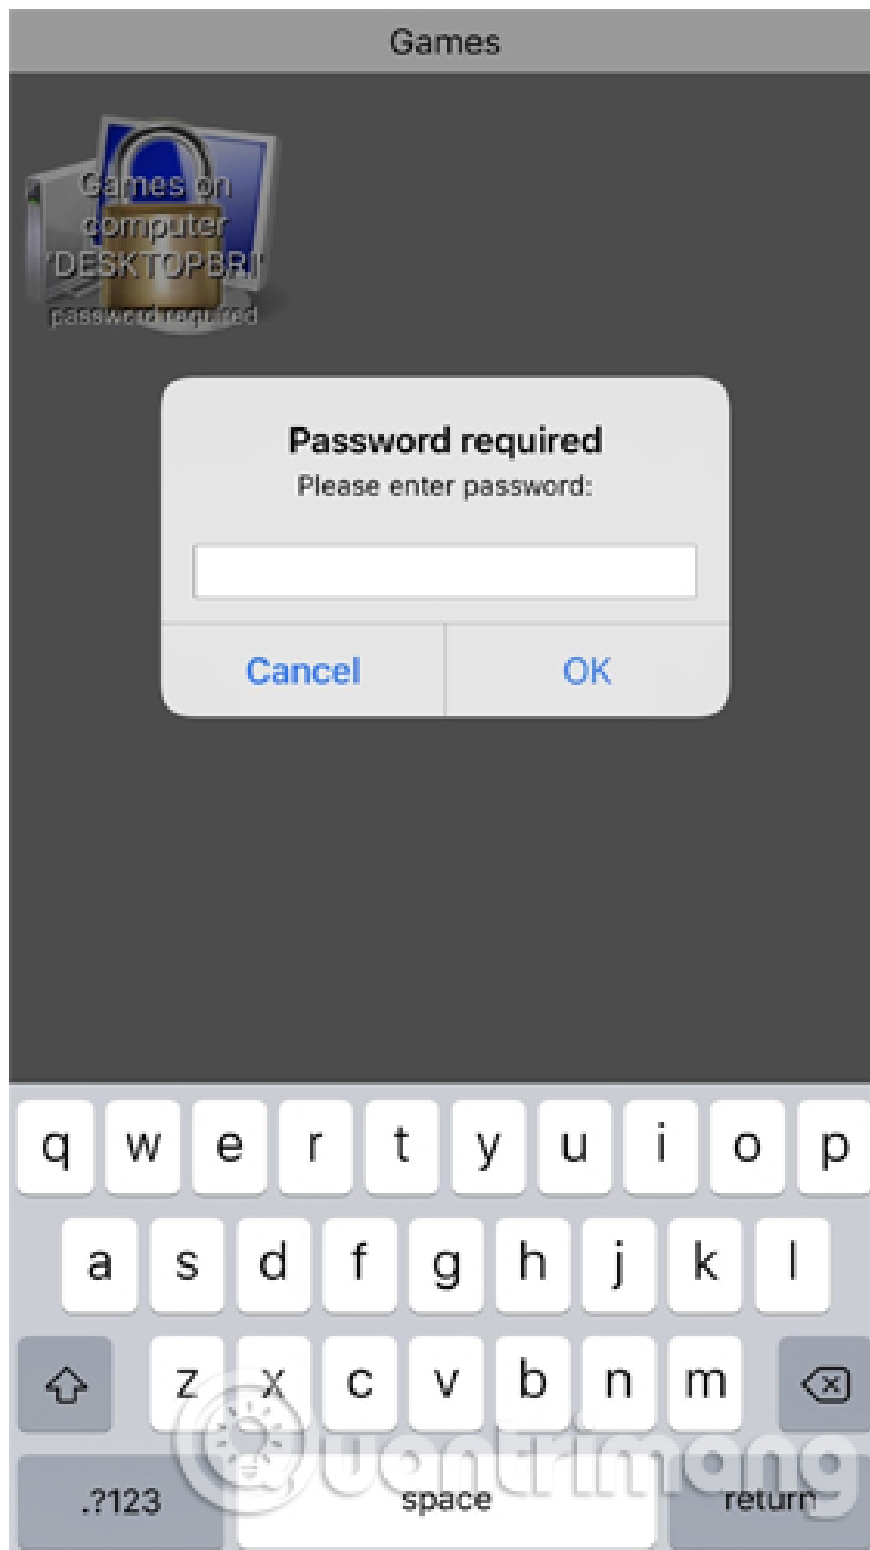 Games
Games on
computer
'DESKTOPBRI'
password required
Password required
Please enter password:
Cancel
OK
q w e r t y u i o p
a s d f g h j k l
z x c v b n m
.?123
space
return
Quantrimang